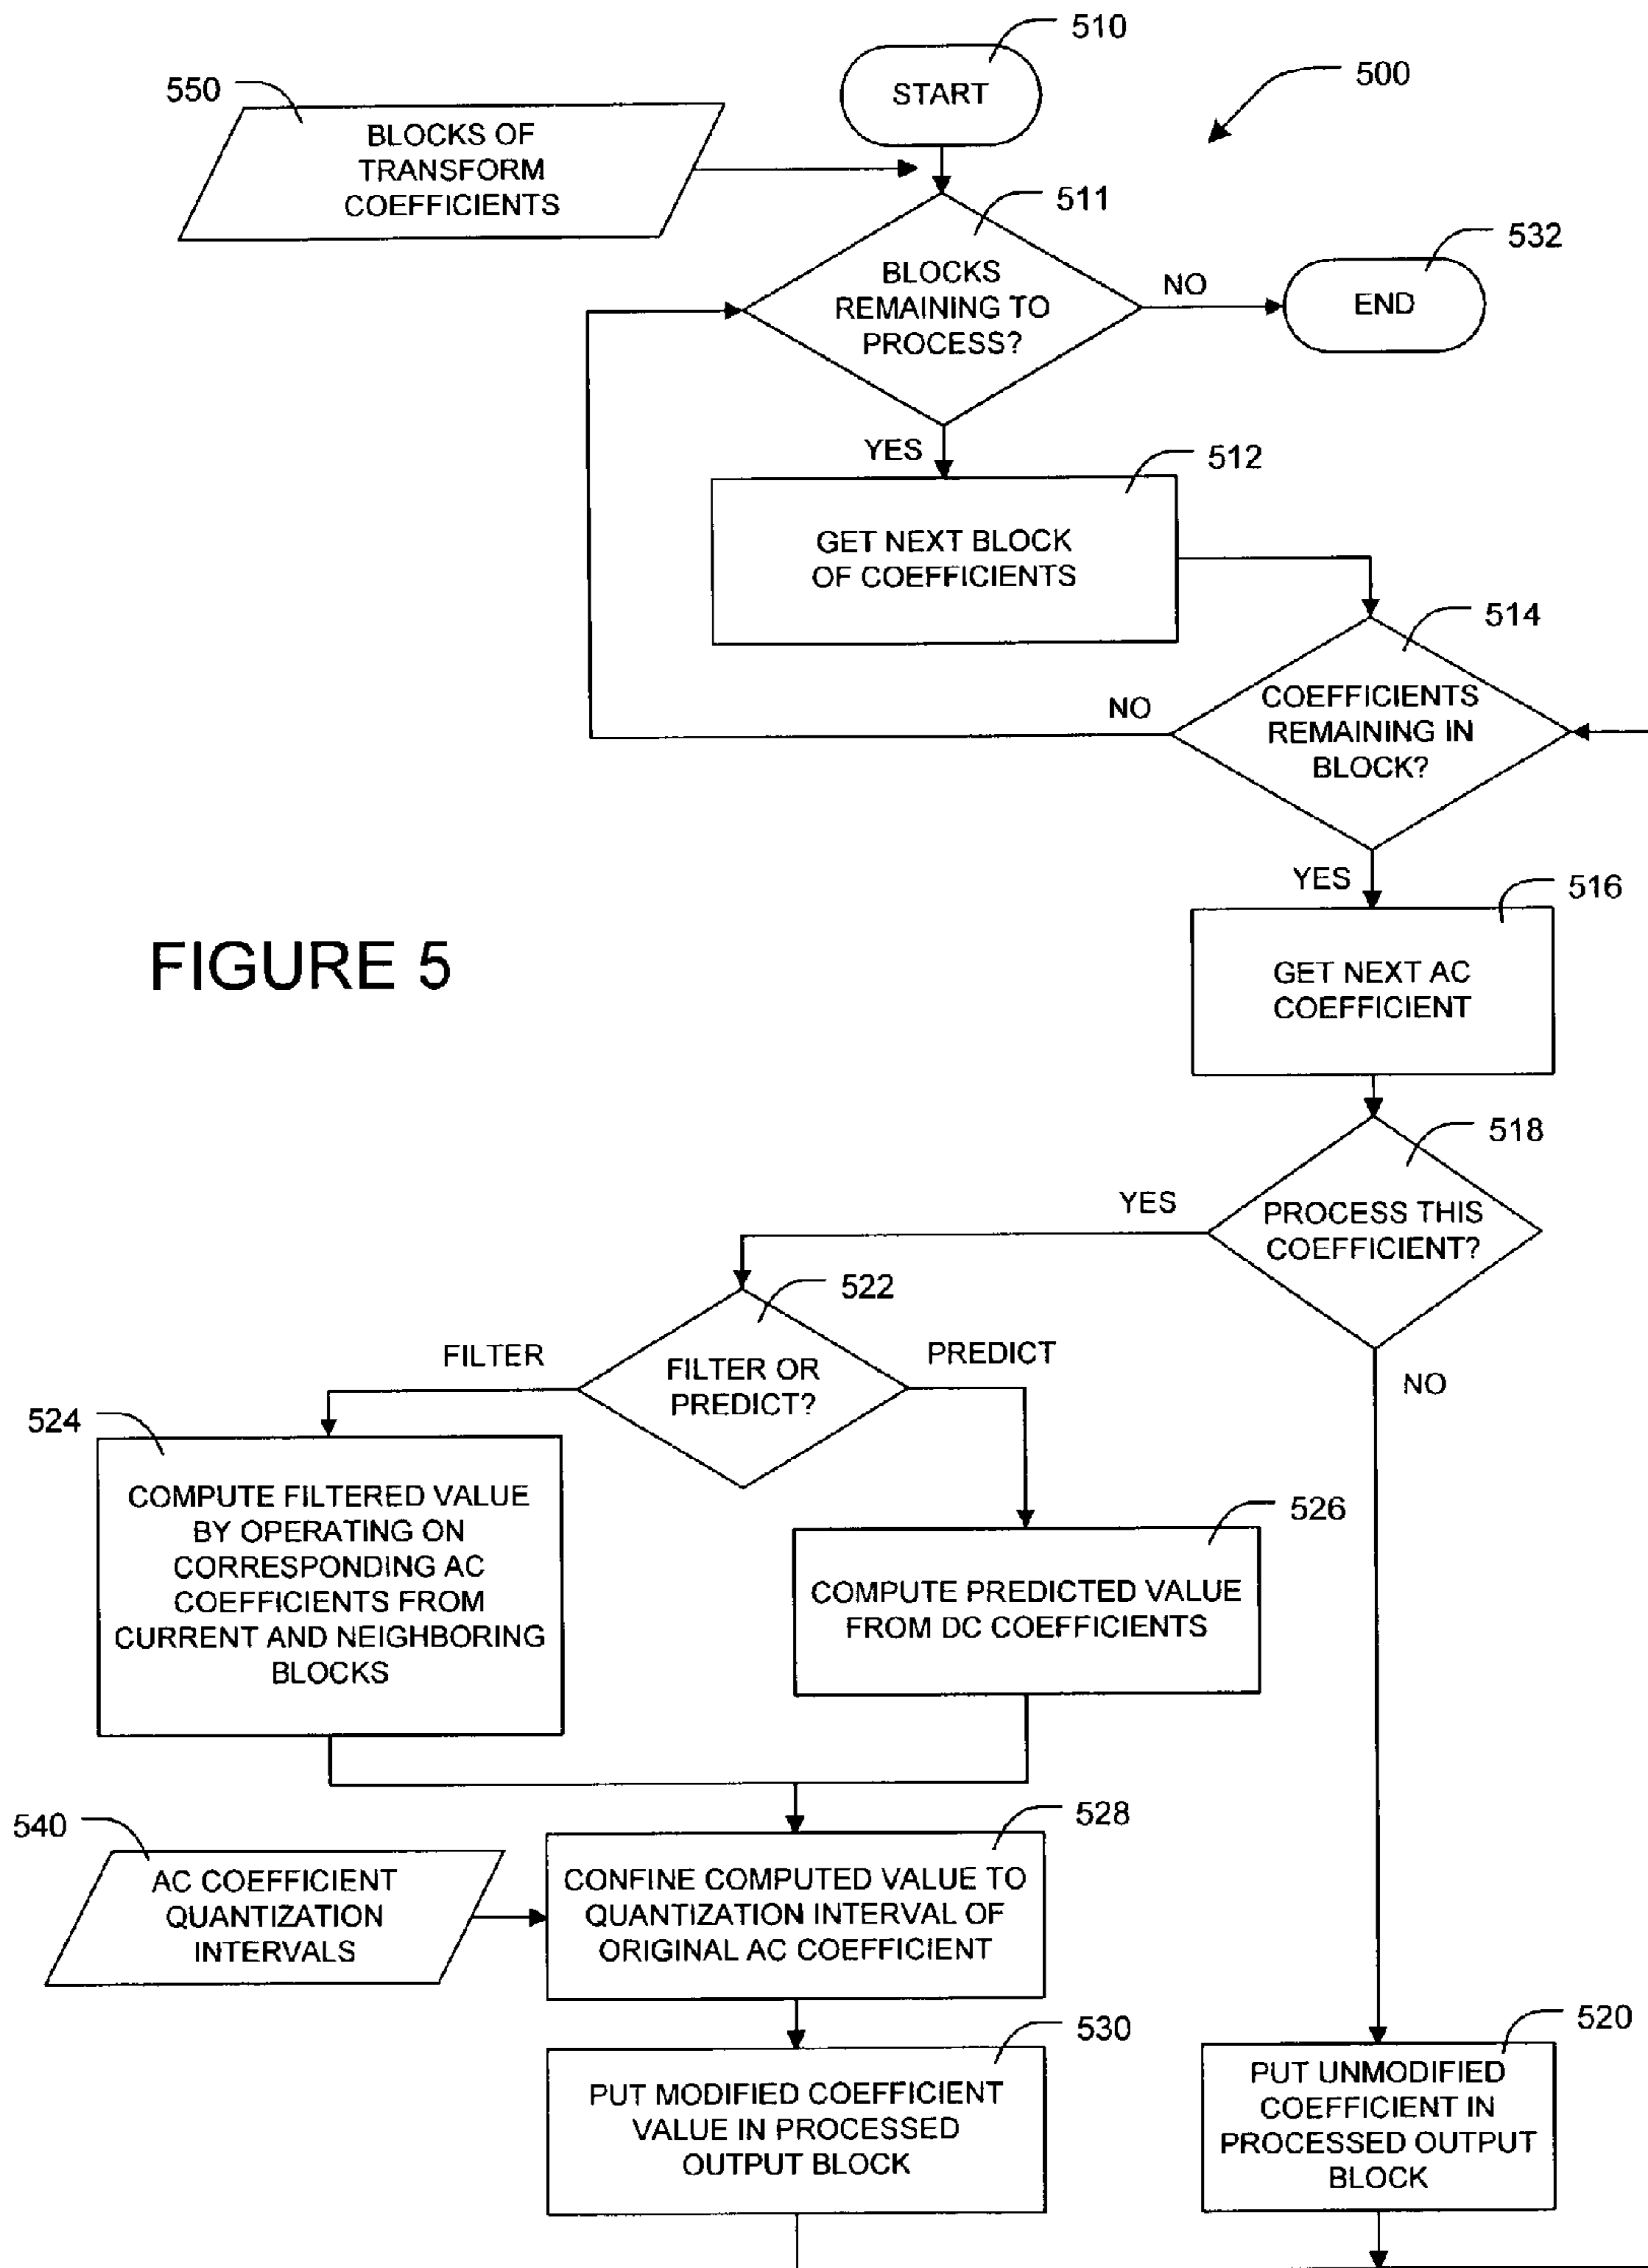 510
START
500
550
BLOCKS OF
TRANSFORM
COEFFICIENTS
511
BLOCKS
REMAINING TO
PROCESS?
NO
532
END
YES
512
GET NEXT BLOCK
OF COEFFICIENTS
514
COEFFICIENTS
REMAINING IN
BLOCK?
NO
YES
516
GET NEXT AC
COEFFICIENT
FIGURE 5
518
PROCESS THIS
COEFFICIENT?
YES
NO
522
FILTER OR
PREDICT?
FILTER
PREDICT
524
COMPUTE FILTERED VALUE
BY OPERATING ON
CORRESPONDING AC
COEFFICIENTS FROM
CURRENT AND NEIGHBORING
BLOCKS
526
COMPUTE PREDICTED VALUE
FROM DC COEFFICIENTS
540
AC COEFFICIENT
QUANTIZATION
INTERVALS
528
CONFINE COMPUTED VALUE TO
QUANTIZATION INTERVAL OF
ORIGINAL AC COEFFICIENT
530
PUT MODIFIED COEFFICIENT
VALUE IN PROCESSED
OUTPUT BLOCK
520
PUT UNMODIFIED
COEFFICIENT IN
PROCESSED OUTPUT
BLOCK